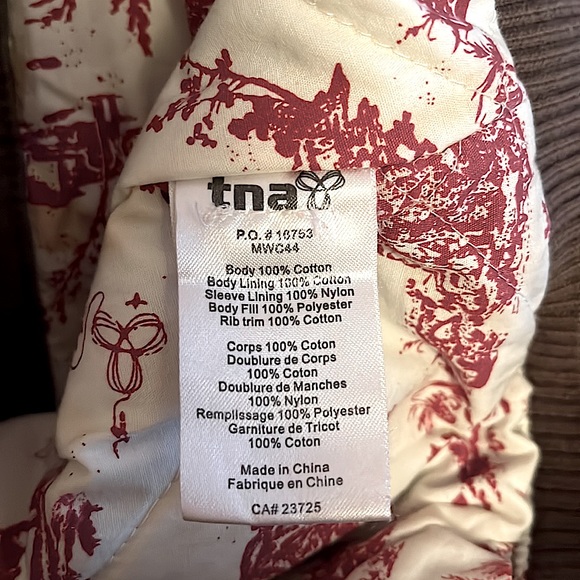 tna
P.O. # 16753
MWC44
Body 100% Cotton
Body Lining 100% Cotton
Sleeve Lining 100% Nylon
Body Fill 100% Polyester
Rib trim 100% Cotton
Corps 100% Coton
Doublure de Corps
100% Coton
Doublure de Manches
100% Nylon
Remplissage 100% Polyester
Garniture de Tricot
100% Coton
Made in China
Fabrique en Chine
CA# 23725